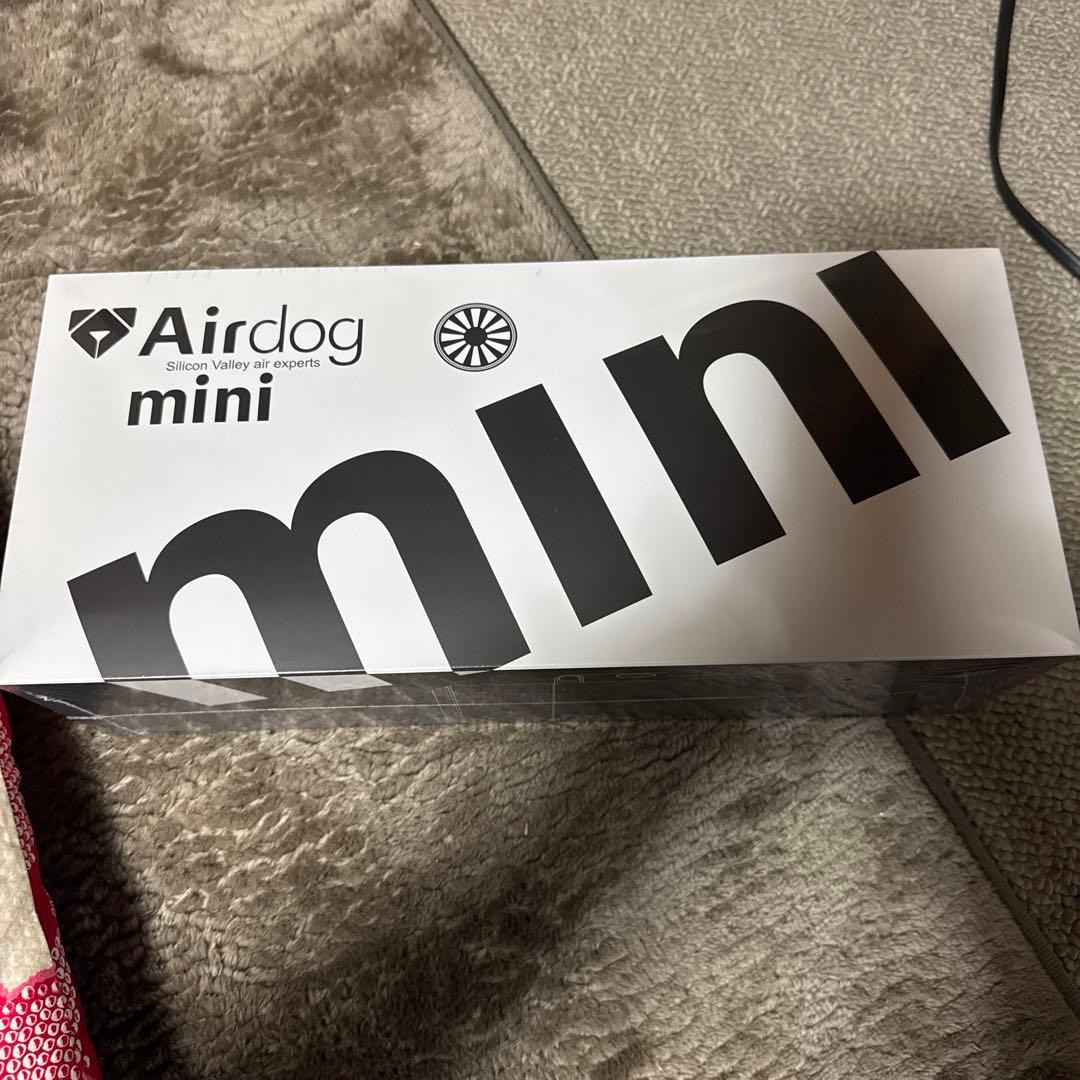 Airdog
Silicon Valley air experts
mini
mini